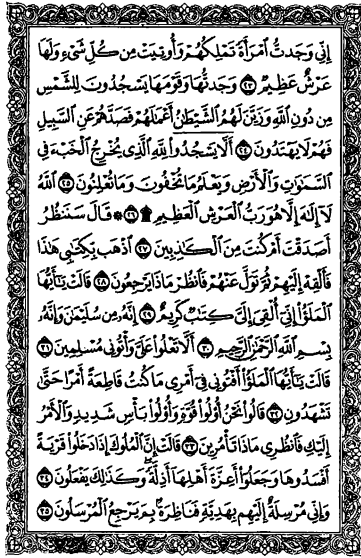 إِنِّي وَجَدتُّ ٱمْرَأَةً تَمْلِكُهُمْ وَأُوتِيَتْ مِن كُلِّ شَيْءٍ وَلَهَا
عَرْشٌ عَظِيمٌ ٢٣ وَجَدتُّهَا وَقَوْمَهَا يَسْجُدُونَ لِلشَّمْسِ
مِن دُونِ ٱللَّهِ وَزَيَّنَ لَهُمُ ٱلشَّيْطَٰنُ أَعْمَٰلَهُمْ فَصَدَّهُمْ عَنِ ٱلسَّبِيلِ
فَهُمْ لَا يَهْتَدُونَ ٢٤ أَلَّا يَسْجُدُوا۟ لِلَّهِ ٱلَّذِى يُخْرِجُ ٱلْخَبْءَ فِى
ٱلسَّمَٰوَٰتِ وَٱلْأَرْضِ وَيَعْلَمُ مَا تُخْفُونَ وَمَا تُعْلِنُونَ ٢٥ ٱللَّهُ
لَآ إِلَٰهَ إِلَّا هُوَ رَبُّ ٱلْعَرْشِ ٱلْعَظِيمِ ۩ ٢٦ ۞ قَالَ سَنَنظُرُ
أَصَدَقْتَ أَمْ كُنتَ مِنَ ٱلْكَٰذِبِينَ ٢٧ ٱذْهَب بِّكِتَٰبِى هَٰذَا
فَأَلْقِهْ إِلَيْهِمْ ثُمَّ تَوَلَّ عَنْهُمْ فَٱنظُرْ مَاذَا يَرْجِعُونَ ٢٨ قَالَتْ يَٰٓأَيُّهَا
ٱلْمَلَؤُا۟ إِنِّىٓ أُلْقِىَ إِلَىَّ كِتَٰبٌ كَرِيمٌ ٢٩ إِنَّهُۥ مِن سُلَيْمَٰنَ وَإِنَّهُۥ
بِسْمِ ٱللَّهِ ٱلرَّحْمَٰنِ ٱلرَّحِيمِ ٣٠ أَلَّا تَعْلُوا۟ عَلَىَّ وَأْتُونِى مُسْلِمِينَ ٣١
قَالَتْ يَٰٓأَيُّهَا ٱلْمَلَؤُا۟ أَفْتُونِى فِىٓ أَمْرِى مَا كُنتُ قَاطِعَةً أَمْرًا حَتَّىٰ
تَشْهَدُونِ ٣٢ قَالُوا۟ نَحْنُ أُو۟لُوا۟ قُوَّةٍ وَأُو۟لُوا۟ بَأْسٍ شَدِيدٍ وَٱلْأَمْرُ
إِلَيْكِ فَٱنظُرِى مَاذَا تَأْمُرِينَ ٣٣ قَالَتْ إِنَّ ٱلْمُلُوكَ إِذَا دَخَلُوا۟ قَرْيَةً
أَفْسَدُوهَا وَجَعَلُوٓا۟ أَعِزَّةَ أَهْلِهَآ أَذِلَّةً وَكَذَٰلِكَ يَفْعَلُونَ ٣٤
وَإِنِّى مُرْسِلَةٌ إِلَيْهِم بِهَدِيَّةٍ فَنَاظِرَةٌۢ بِمَ يَرْجِعُ ٱلْمُرْسَلُونَ ٣٥